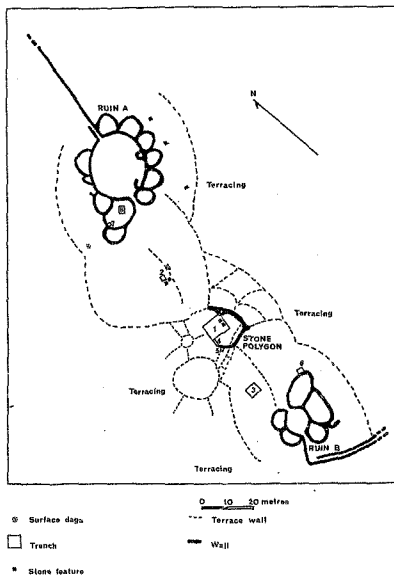 RUIN A
N
Terracing
Terracing
STONE
POLYGON
Terracing
RUIN B
Terracing
0 10 20 metres
Surface daga
Terrace wall
Trench
Wall
Stone feature